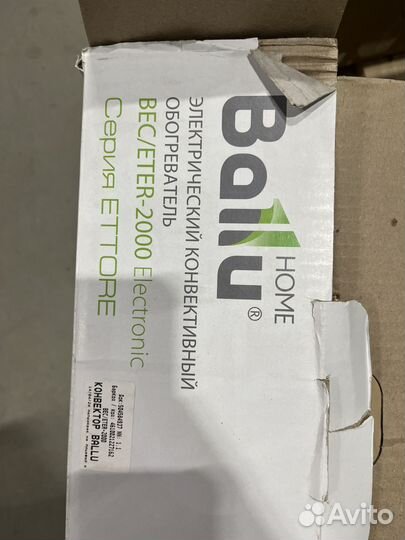 Ballu®
HOME
ЭЛЕКТРИЧЕСКИЙ КОНВЕКТИВНЫЙ
ОБОГРЕВАТЕЛЬ
BEC/ETER-2000 Electronic
Серия ETTORE
BEC/ETER-2000
КОНВЕКТОР BALLU
Avito